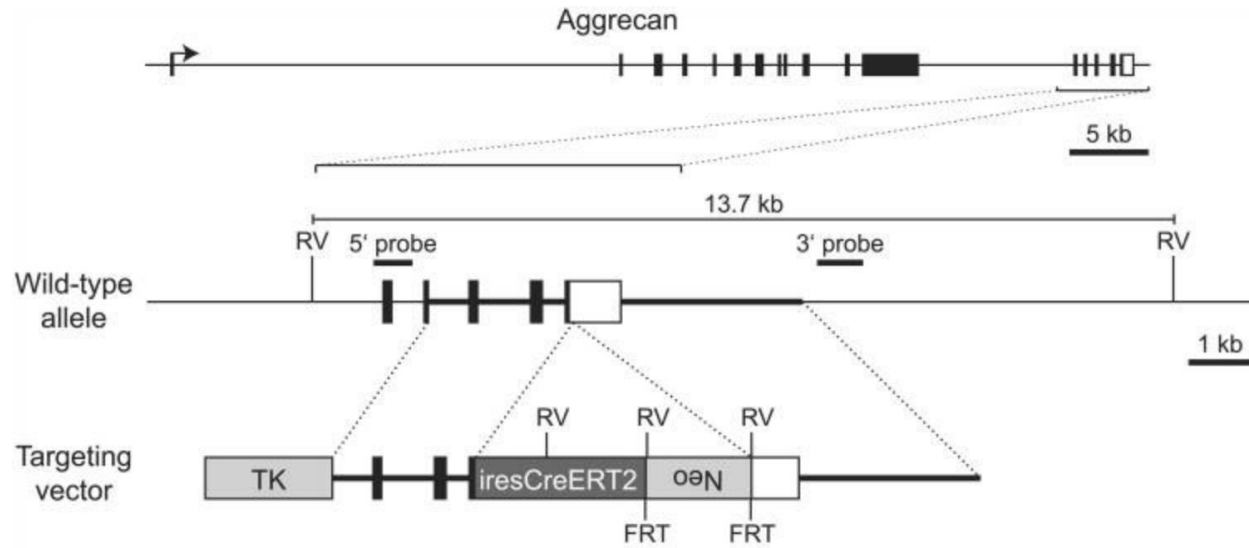 Aggrecan
5 kb
13.7 kb
RV
5' probe
3' probe
RV
Wild-type
allele
1 kb
RV
RV
RV
Targeting
vector
TK
iresCreERT2
Neo
FRT
FRT